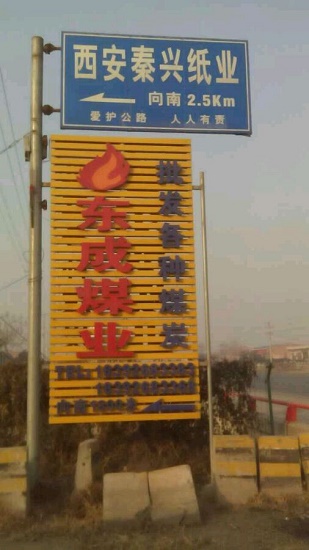 西安秦兴纸业
向南 2.5Km
爱护公路 人人有责
东成煤业
批发各种煤炭
TEL: